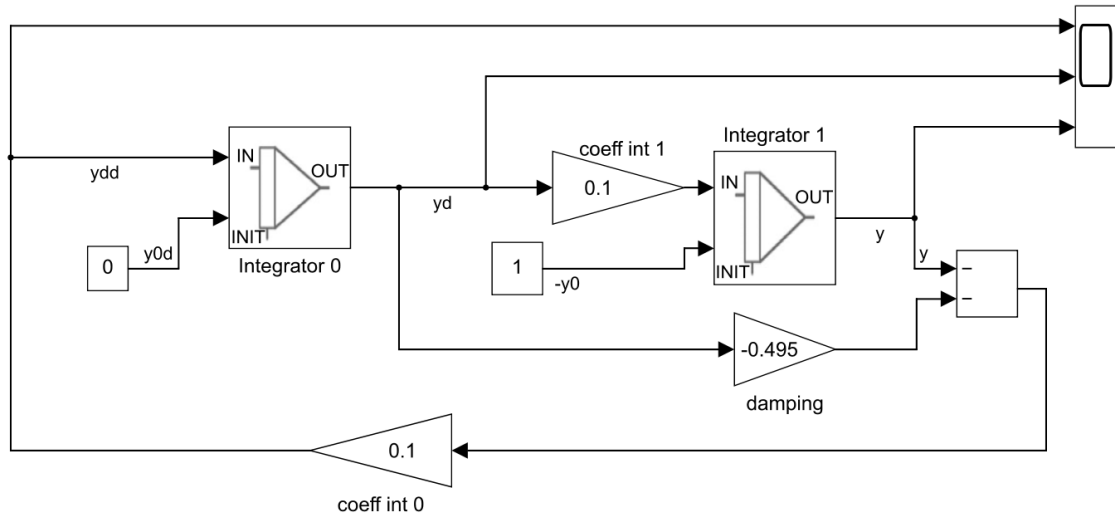 Integrator 1
coeff int 1
IN
OUT
ydd
0.1
IN
OUT
yd
INIT
y0d
0
Integrator 0
1
-y0
INIT
y
y
−
−
-0.495
damping
0.1
coeff int 0